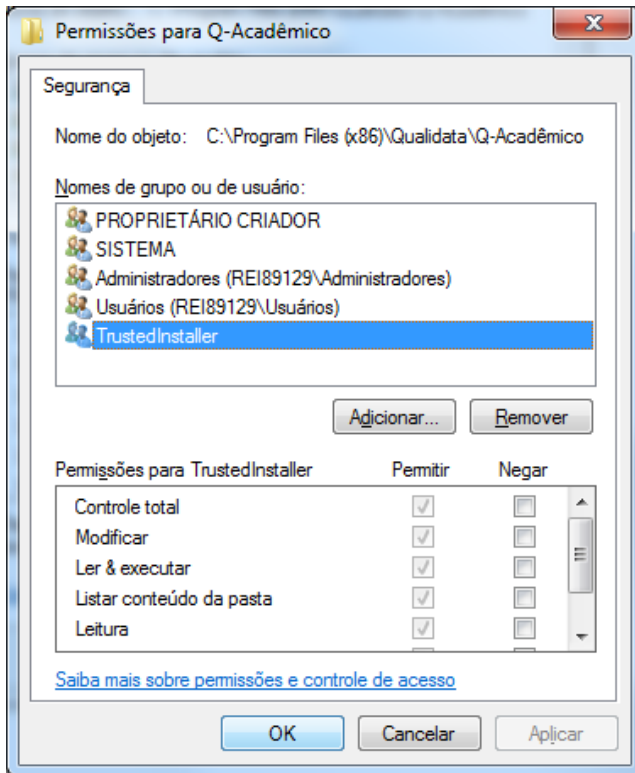 Permissões para Q-Acadêmico
Segurança
Nome do objeto: C:\Program Files (x86)\Qualidata\Q-Acadêmico
Nomes de grupo ou de usuário:
PROPRIETÁRIO CRIADOR
SISTEMA
Administradores (REI89129\Administradores)
Usuários (REI89129\Usuários)
TrustedInstaller
Adicionar... Remover
Permissões para TrustedInstaller Permitir Negar
Controle total
Modificar
Ler & executar
Listar conteúdo da pasta
Leitura
Saiba mais sobre permissões e controle de acesso
OK Cancelar Aplicar